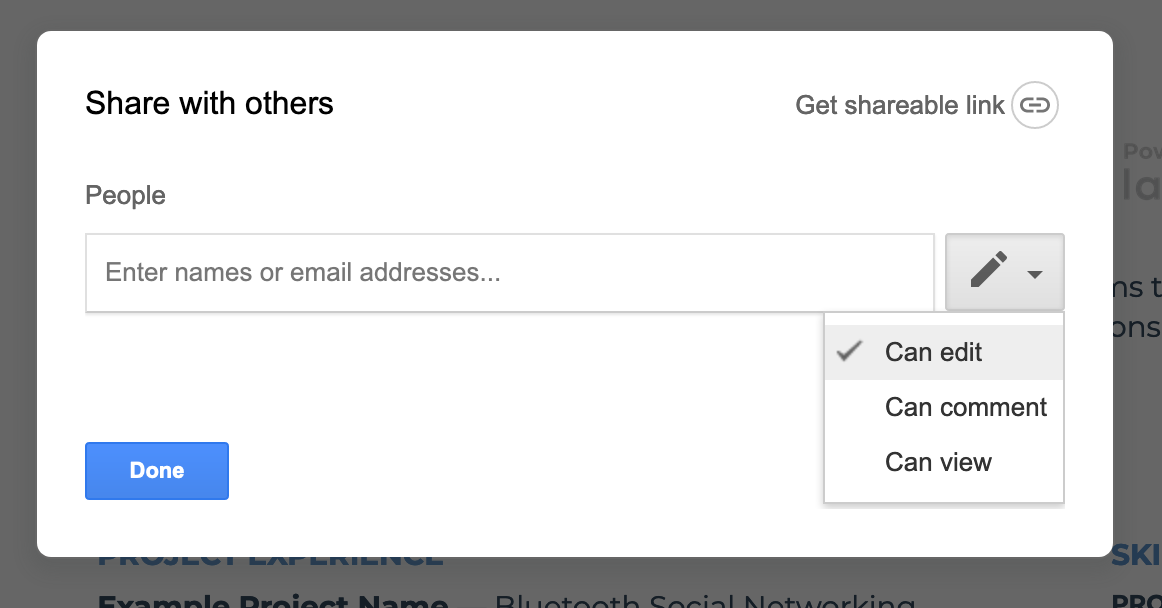 Share with others
Get shareable link
People
Enter names or email addresses...
Can edit
Can comment
Can view
Done
PROJECT EXPERIENCE
Example Project Name
Bluetooth Social Networking